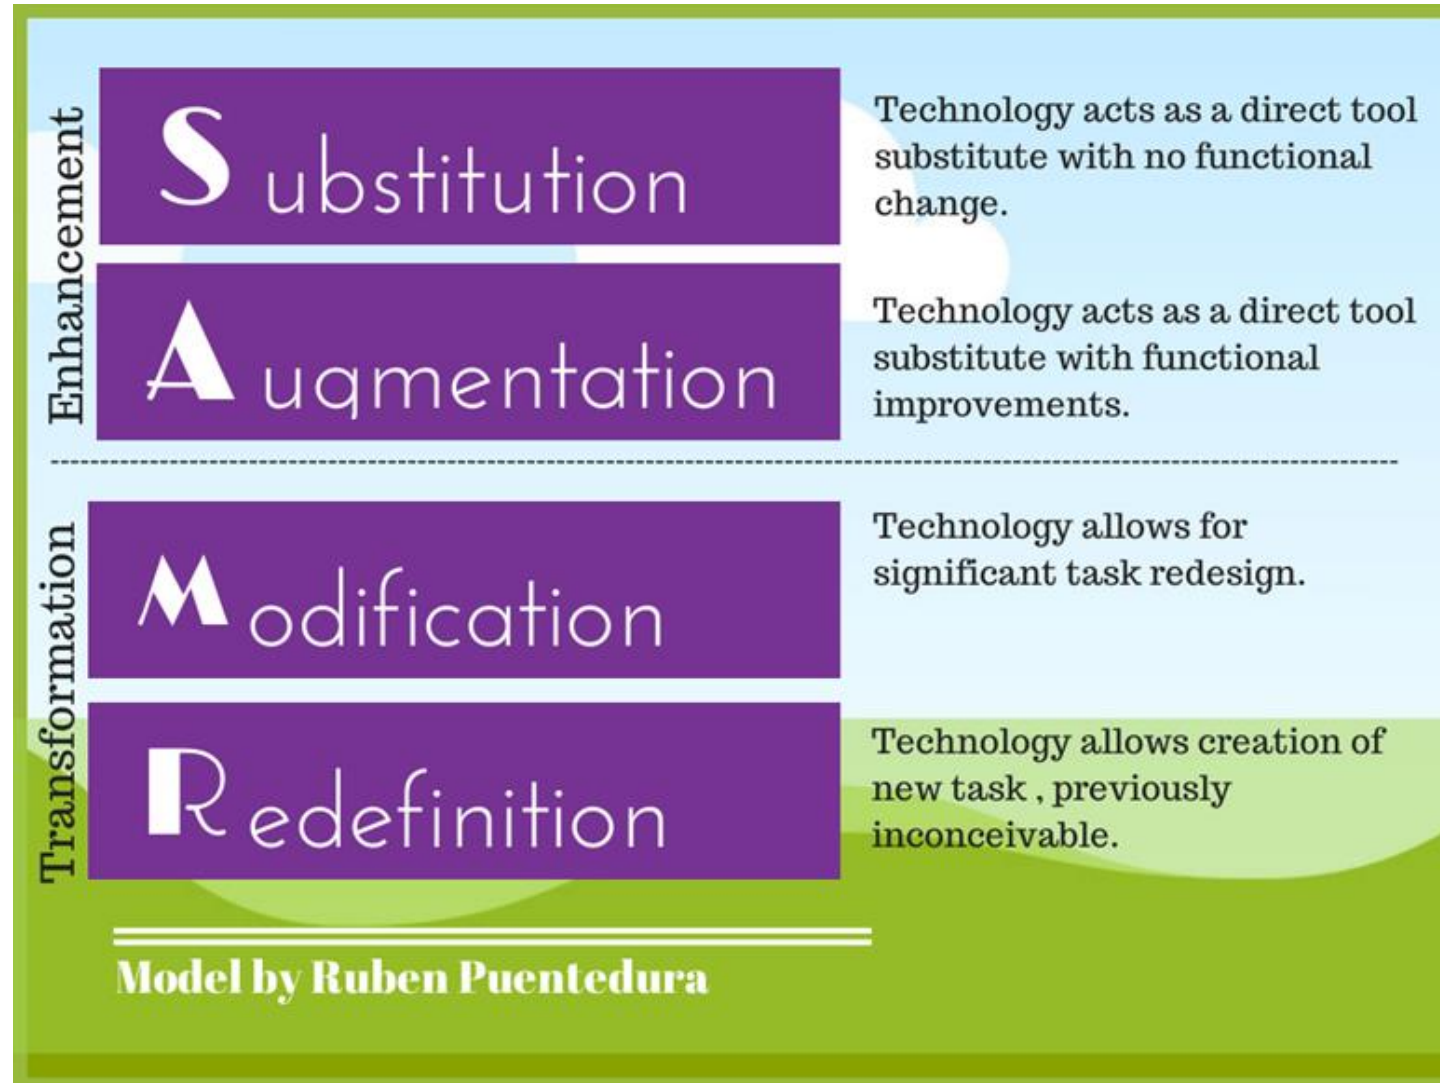 Enhancement
Substitution
Technology acts as a direct tool
substitute with no functional
change.
Augmentation
Technology acts as a direct tool
substitute with functional
improvements.
Transformation
Modification
Technology allows for
significant task redesign.
Redefinition
Technology allows creation of
new task , previously
inconceivable.
Model by Ruben Puentedura